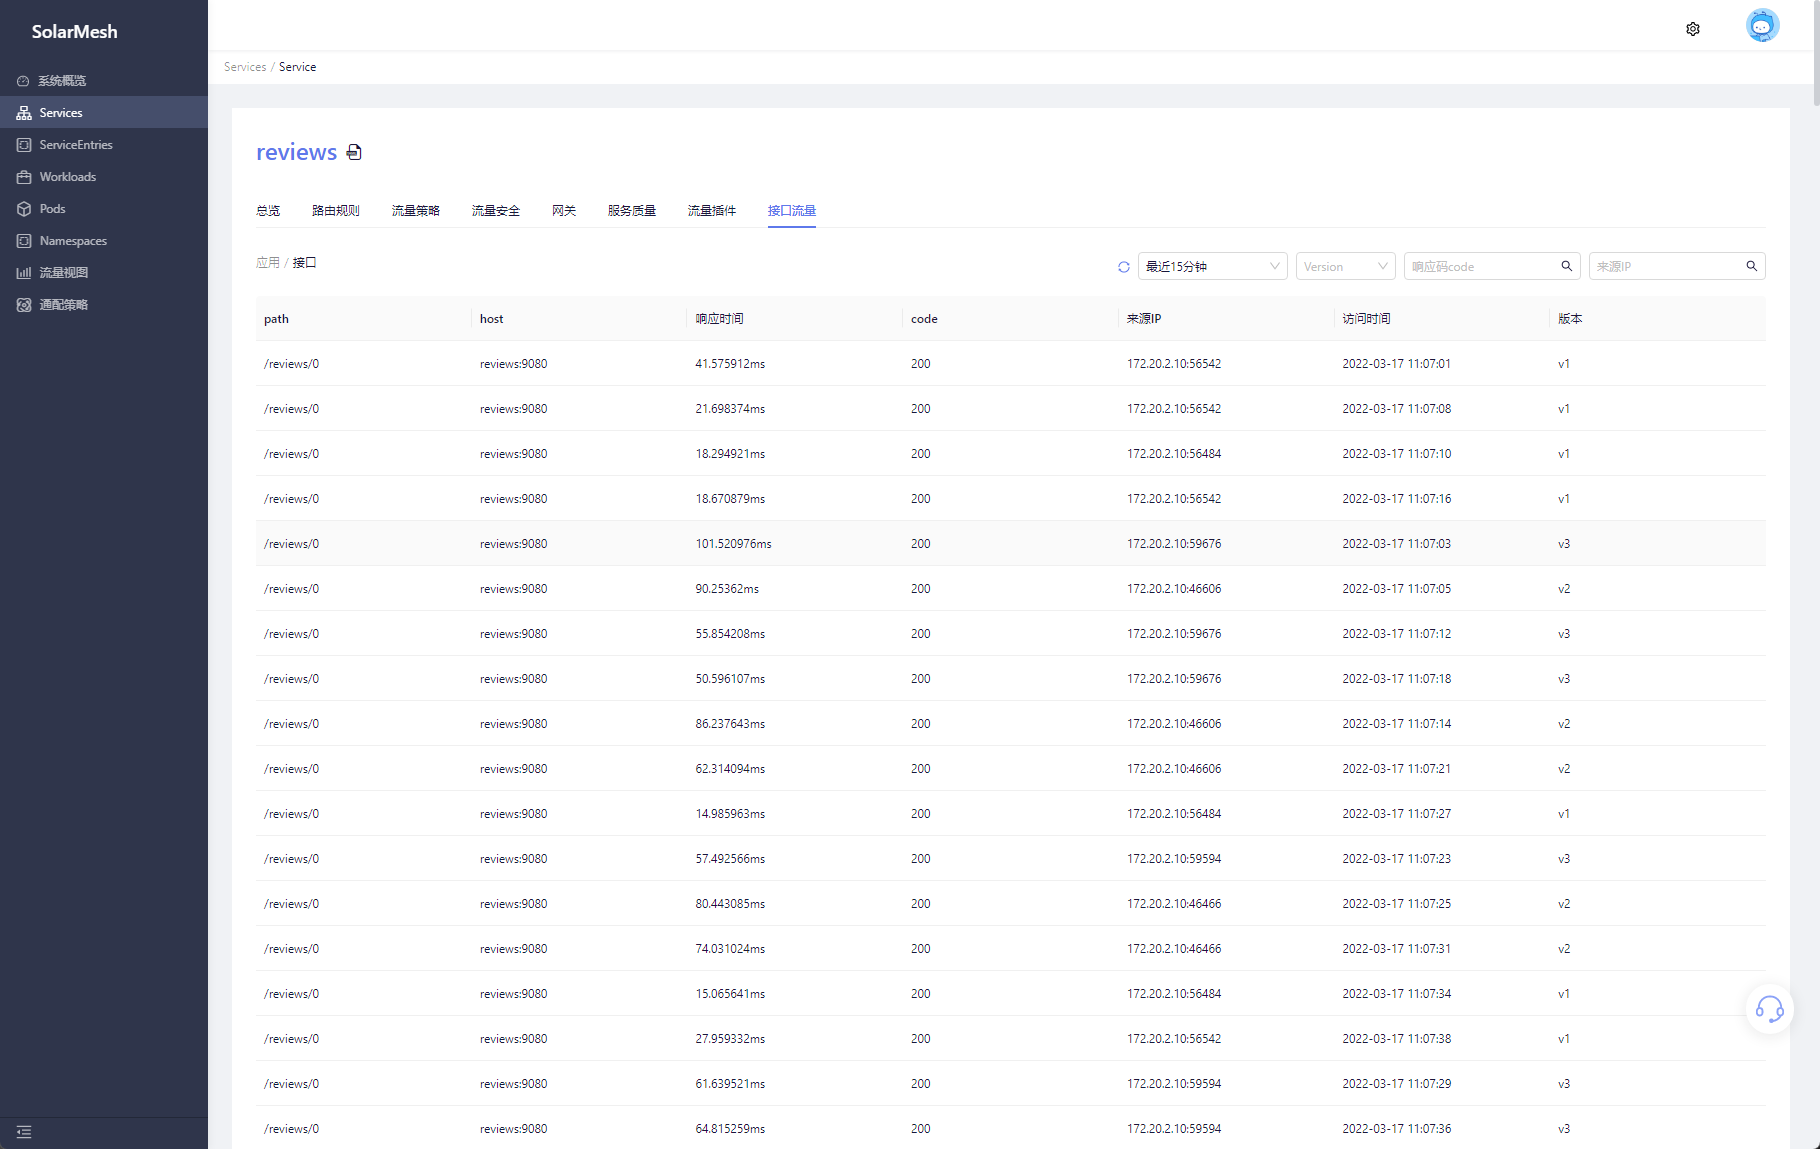 SolarMesh
系统概览
Services
ServiceEntries
Workloads
Pods
Namespaces
流量视图
通配策略
Services / Service
reviews
总览 路由规则 流量策略 流量安全 网关 服务质量 流量插件 接口流量
应用 / 接口
最近15分钟 Version 响应码code 来源IP
path host 响应时间 code 来源IP 访问时间 版本
/reviews/0 reviews:9080 41.575912ms 200 172.20.2.10:56542 2022-03-17 11:07:01 v1
/reviews/0 reviews:9080 21.698374ms 200 172.20.2.10:56542 2022-03-17 11:07:08 v1
/reviews/0 reviews:9080 18.294921ms 200 172.20.2.10:56484 2022-03-17 11:07:10 v1
/reviews/0 reviews:9080 18.670879ms 200 172.20.2.10:56542 2022-03-17 11:07:16 v1
/reviews/0 reviews:9080 101.520976ms 200 172.20.2.10:59676 2022-03-17 11:07:03 v3
/reviews/0 reviews:9080 90.25362ms 200 172.20.2.10:46606 2022-03-17 11:07:05 v2
/reviews/0 reviews:9080 55.854208ms 200 172.20.2.10:59676 2022-03-17 11:07:12 v3
/reviews/0 reviews:9080 50.596107ms 200 172.20.2.10:59676 2022-03-17 11:07:18 v3
/reviews/0 reviews:9080 86.237643ms 200 172.20.2.10:46606 2022-03-17 11:07:14 v2
/reviews/0 reviews:9080 62.314094ms 200 172.20.2.10:46606 2022-03-17 11:07:21 v2
/reviews/0 reviews:9080 14.985963ms 200 172.20.2.10:56484 2022-03-17 11:07:27 v1
/reviews/0 reviews:9080 57.492566ms 200 172.20.2.10:59594 2022-03-17 11:07:23 v3
/reviews/0 reviews:9080 80.443085ms 200 172.20.2.10:46466 2022-03-17 11:07:25 v2
/reviews/0 reviews:9080 74.031024ms 200 172.20.2.10:46466 2022-03-17 11:07:31 v2
/reviews/0 reviews:9080 15.065641ms 200 172.20.2.10:56484 2022-03-17 11:07:34 v1
/reviews/0 reviews:9080 27.959332ms 200 172.20.2.10:56542 2022-03-17 11:07:38 v1
/reviews/0 reviews:9080 61.639521ms 200 172.20.2.10:59594 2022-03-17 11:07:29 v3
/reviews/0 reviews:9080 64.815259ms 200 172.20.2.10:59594 2022-03-17 11:07:36 v3